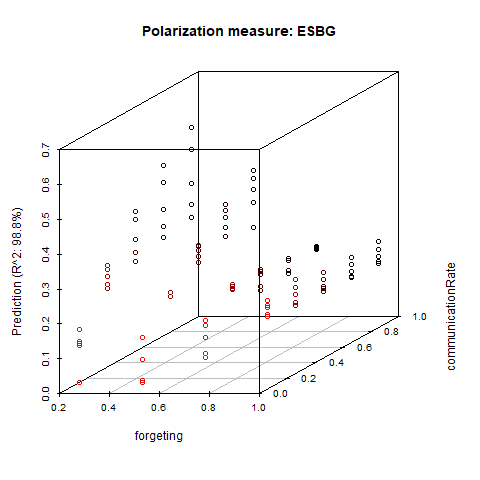 Polarization measure: ESBG
Prediction (R^2: 98.8%)
0.7
0.6
0.5
0.4
0.3
0.2
0.1
0.0
0.2 0.4 0.6 0.8 1.0
forgeting
0.0
0.2
0.4
0.6
0.8
1.0
communicationRate